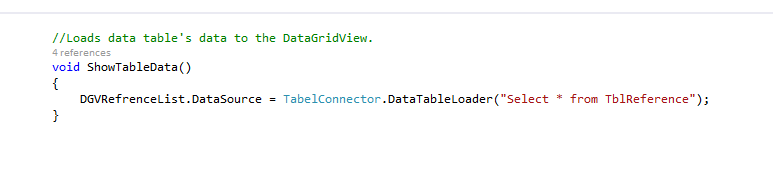 //Loads data table's data to the DataGridView.
4 references
void ShowTableData()
{
DGVRefrenceList.DataSource = TabelConnector.DataTableLoader("Select * from TblReference");
}